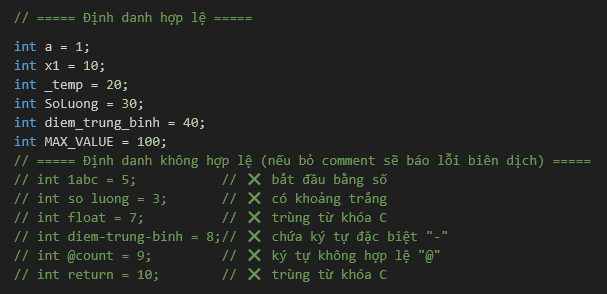 // ===== Định danh hợp lệ =====
int a = 1;
int x1 = 10;
int _temp = 20;
int SoLuong = 30;
int diem_trung_binh = 40;
int MAX_VALUE = 100;
// ===== Định danh không hợp lệ (nếu bỏ comment sẽ báo lỗi biên dịch) =====
// int 1abc = 5;           // ❌ bắt đầu bằng số
// int so luong = 3;       // ❌ có khoảng trắng
// int float = 7;          // ❌ trùng từ khóa C
// int diem-trung-binh = 8;// ❌ chứa ký tự đặc biệt "-"
// int @count = 9;         // ❌ ký tự không hợp lệ "@"
// int return = 10;        // ❌ trùng từ khóa C